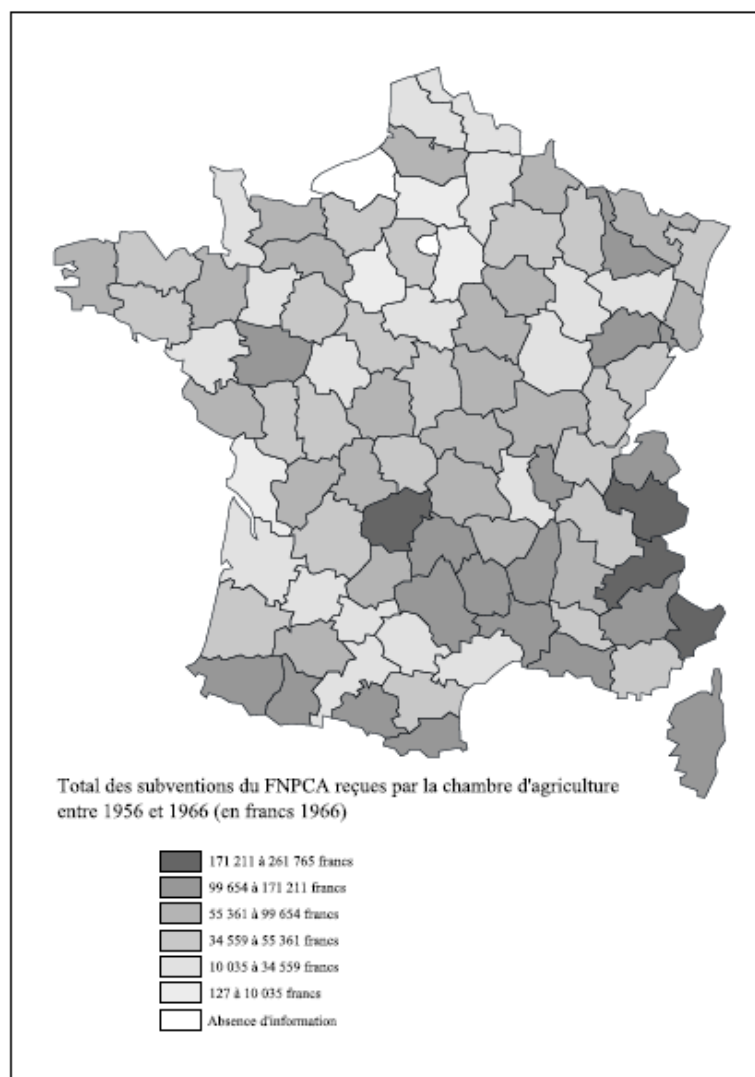 Total des subventions du FNPCA reçues par la chambre d'agriculture
entre 1956 et 1966 (en francs 1966)
171 211 à 261 765 francs
99 654 à 171 211 francs
55 361 à 99 654 francs
34 559 à 55 361 francs
10 035 à 34 559 francs
127 à 10 035 francs
Absence d'information